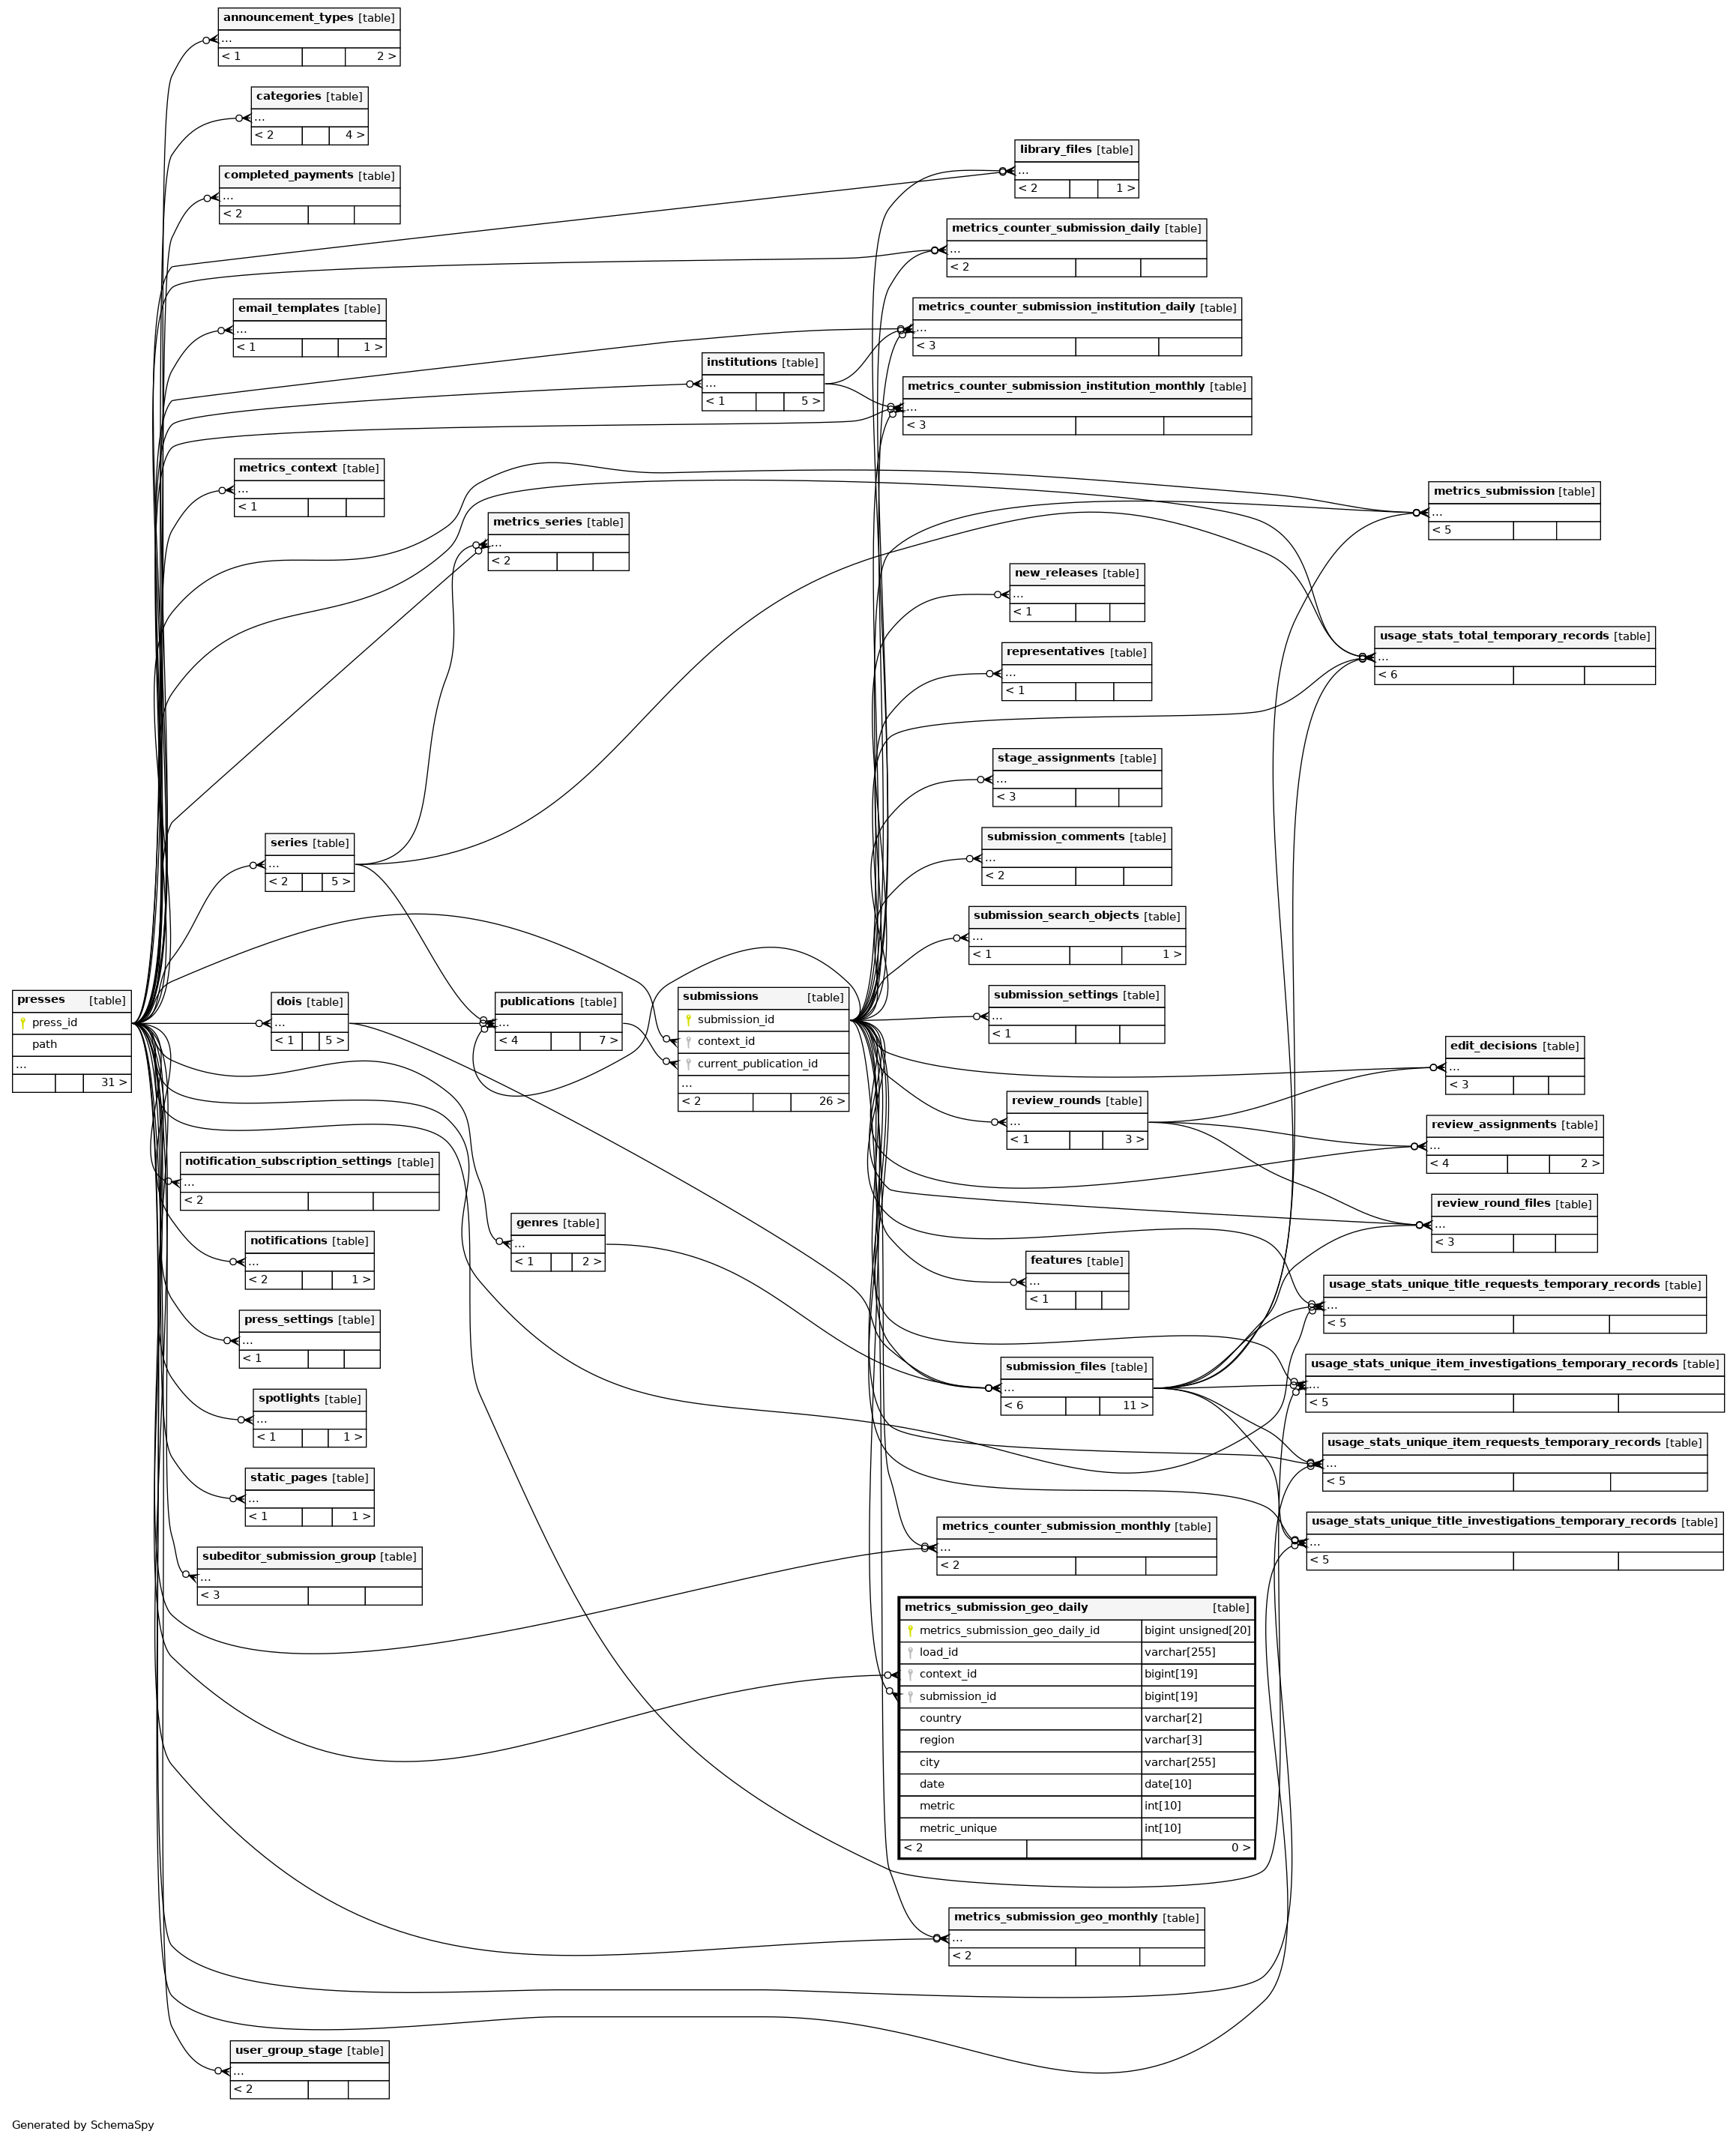 announcement_types [table]
...
< 1 2 >
categories [table]
...
< 2 4 >
completed_payments [table]
...
< 2
email_templates [table]
...
< 1 1 >
metrics_context [table]
...
< 1
metrics_series [table]
...
< 2
series [table]
...
< 2 5 >
presses [table]
press_id
path
...
31 >
dois [table]
...
< 1 5 >
publications [table]
...
< 4 7 >
submissions [table]
submission_id
context_id
current_publication_id
...
< 2 26 >
notification_subscription_settings [table]
...
< 2
notifications [table]
...
< 2 1 >
press_settings [table]
...
< 1
spotlights [table]
...
< 1 1 >
static_pages [table]
...
< 1 1 >
subeditor_submission_group [table]
...
< 3
user_group_stage [table]
...
< 2
genres [table]
...
< 1 2 >
institutions [table]
...
< 1 5 >
library_files [table]
...
< 2 1 >
metrics_counter_submission_daily [table]
...
< 2
metrics_counter_submission_institution_daily [table]
...
< 3
metrics_counter_submission_institution_monthly [table]
...
< 3
new_releases [table]
...
< 1
representatives [table]
...
< 1
stage_assignments [table]
...
< 3
submission_comments [table]
...
< 2
submission_search_objects [table]
...
< 1 1 >
submission_settings [table]
...
< 1
review_rounds [table]
...
< 1 3 >
features [table]
...
< 1
submission_files [table]
...
< 6 11 >
metrics_counter_submission_monthly [table]
...
< 2
metrics_submission_geo_daily [table]
metrics_submission_geo_daily_id bigint unsigned[20]
load_id varchar[255]
context_id bigint[19]
submission_id bigint[19]
country varchar[2]
region varchar[3]
city varchar[255]
date date[10]
metric int[10]
metric_unique int[10]
< 2 0 >
metrics_submission_geo_monthly [table]
...
< 2
metrics_submission [table]
...
< 5
usage_stats_total_temporary_records [table]
...
< 6
edit_decisions [table]
...
< 3
review_assignments [table]
...
< 4 2 >
review_round_files [table]
...
< 3
usage_stats_unique_title_requests_temporary_records [table]
...
< 5
usage_stats_unique_item_investigations_temporary_records [table]
...
< 5
usage_stats_unique_item_requests_temporary_records [table]
...
< 5
usage_stats_unique_title_investigations_temporary_records [table]
...
< 5
Generated by SchemaSpy